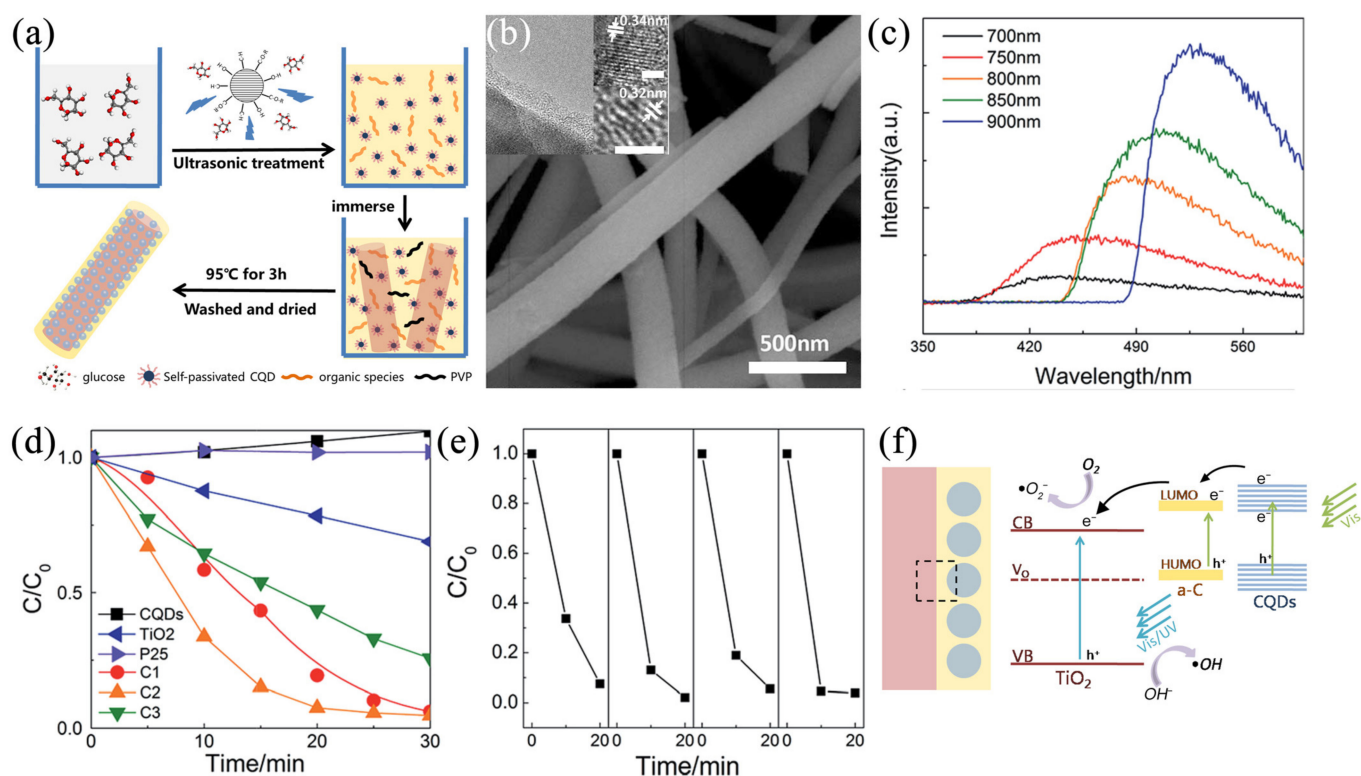 (a)
H
H
H
H
O-R
O-R
O-R
O-R
Ultrasonic treatment
immerse
95℃ for 3h
Washed and dried
glucose
Self-passivated CQD
organic species
PVP
(b)
0.34nm
0.32nm
500nm
(c)
700nm
750nm
800nm
850nm
900nm
Intensity(a.u.)
350
420
490
560
Wavelength/nm
(d)
1.0
0.5
0.0
C/C0
CQDs
TiO2
P25
C1
C2
C3
0
10
20
30
Time/min
(e)
1.0
0.8
0.6
0.4
0.2
0.0
C/C0
0
20 0
20 0
20 0
20
Time/min
(f)
•O2−
O2
CB
e−
LUMO
e−
e−
e−
Vis
VO
HUMO
h+
a-C
h+
CQDs
Vis/UV
VB
h+
TiO2
OH−
•OH